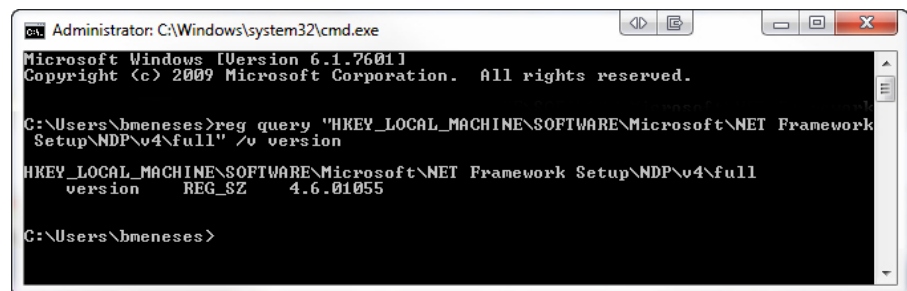 Administrator: C:\Windows\system32\cmd.exe
Microsoft Windows [Version 6.1.7601]
Copyright (c) 2009 Microsoft Corporation.  All rights reserved.
C:\Users\bmeneses>reg query "HKEY_LOCAL_MACHINE\SOFTWARE\Microsoft\NET Framework
 Setup\NDP\v4\full" /v version
HKEY_LOCAL_MACHINE\SOFTWARE\Microsoft\NET Framework Setup\NDP\v4\full
    version    REG_SZ    4.6.01055
C:\Users\bmeneses>